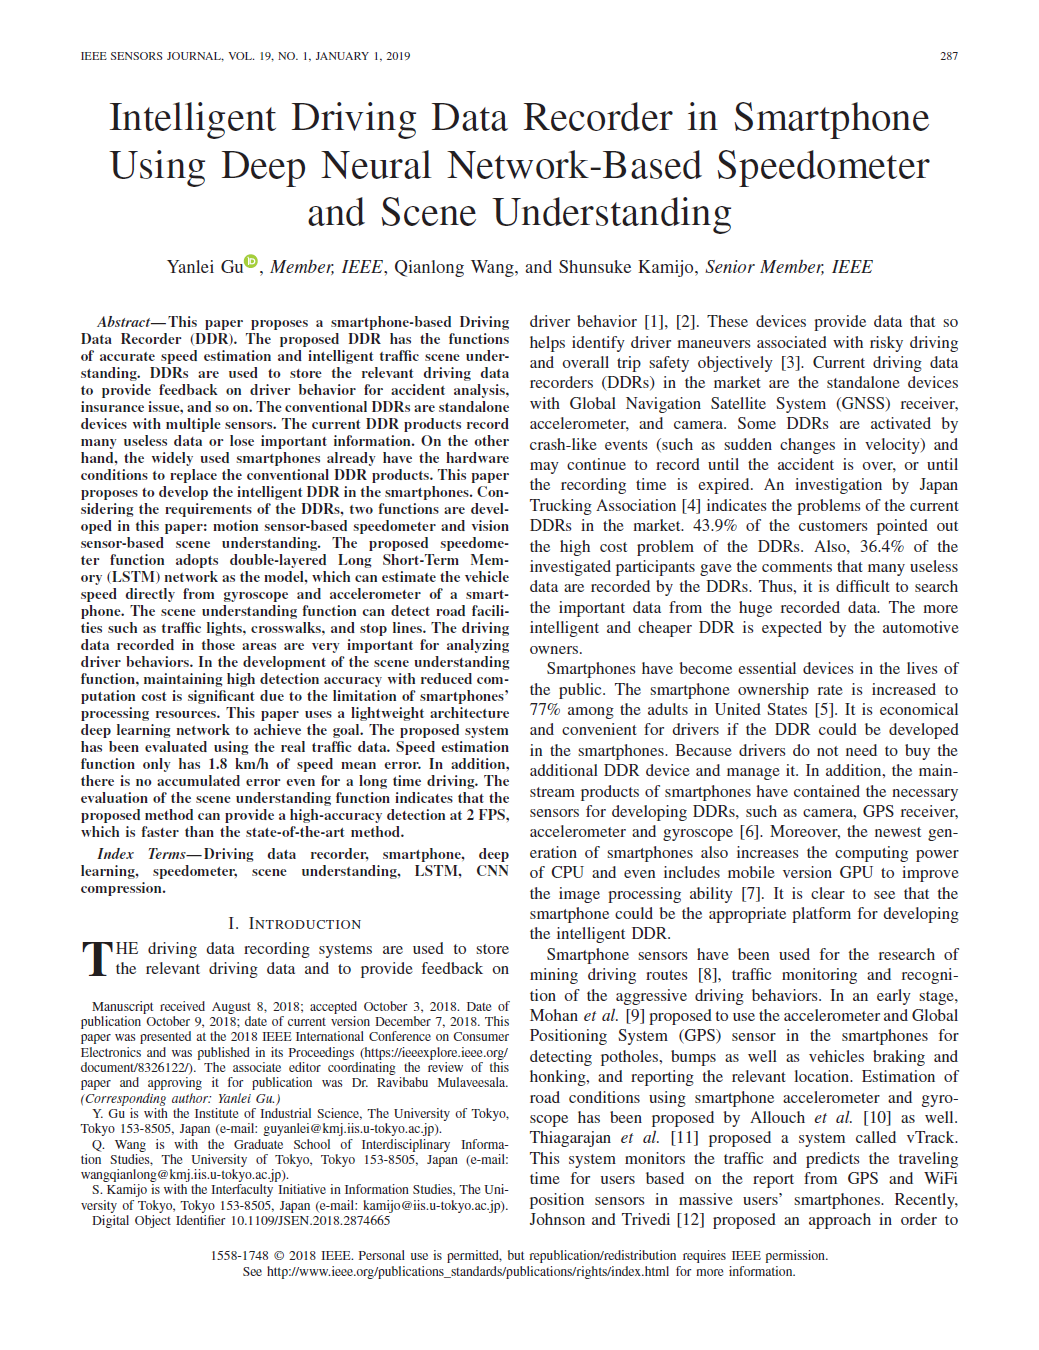 IEEE SENSORS JOURNAL, VOL. 19, NO. 1, JANUARY 1, 2019
287
Intelligent Driving Data Recorder in Smartphone
Using Deep Neural Network-Based Speedometer
and Scene Understanding
Yanlei Gu, Member, IEEE, Qianlong Wang, and Shunsuke Kamijo, Senior Member, IEEE
Abstract—This paper proposes a smartphone-based Driving
Data Recorder (DDR). The proposed DDR has the functions
of accurate speed estimation and intelligent traffic scene under-
standing. DDRs are used to store the relevant driving data
to provide feedback on driver behavior for accident analysis,
insurance issue, and so on. The conventional DDRs are standalone
devices with multiple sensors. The current DDR products record
many useless data or lose important information. On the other
hand, the widely used smartphones already have the hardware
conditions to replace the conventional DDR products. This paper
proposes to develop the intelligent DDR in the smartphones. Con-
sidering the requirements of the DDRs, two functions are devel-
oped in this paper: motion sensor-based speedometer and vision
sensor-based scene understanding. The proposed speedome-
ter function adopts double-layered Long Short-Term Mem-
ory (LSTM) network as the model, which can estimate the vehicle
speed directly from gyroscope and accelerometer of a smart-
phone. The scene understanding function can detect road facili-
ties such as traffic lights, crosswalks, and stop lines. The driving
data recorded in those areas are very important for analyzing
driver behaviors. In the development of the scene understanding
function, maintaining high detection accuracy with reduced com-
putation cost is significant due to the limitation of smartphones'
processing resources. This paper uses a lightweight architecture
deep learning network to achieve the goal. The proposed system
has been evaluated using the real traffic data. Speed estimation
function only has 1.8 km/h of speed mean error. In addition,
there is no accumulated error even for a long time driving. The
evaluation of the scene understanding function indicates that the
proposed method can provide a high-accuracy detection at 2 FPS,
which is faster than the state-of-the-art method.
Index Terms—Driving data recorder, smartphone, deep
learning, speedometer, scene understanding, LSTM, CNN
compression.
I. INTRODUCTION
THE driving data recording systems are used to store
the relevant driving data and to provide feedback on
Manuscript received August 8, 2018; accepted October 3, 2018. Date of
publication October 9, 2018; date of current version December 7, 2018. This
paper was presented at the 2018 IEEE International Conference on Consumer
Electronics and was published in its Proceedings (https://ieeexplore.ieee.org/
document/8326122/). The associate editor coordinating the review of this
paper and approving it for publication was Dr. Ravibabu Mulaveesala.
(Corresponding author: Yanlei Gu.)
Y. Gu is with the Institute of Industrial Science, The University of Tokyo,
Tokyo 153-8505, Japan (e-mail: guyanlei@kmj.iis.u-tokyo.ac.jp).
Q. Wang is with the Graduate School of Interdisciplinary Informa-
tion Studies, The University of Tokyo, Tokyo 153-8505, Japan (e-mail:
wangqianlong@kmj.iis.u-tokyo.ac.jp).
S. Kamijo is with the Interfaculty Initiative in Information Studies, The Uni-
versity of Tokyo, Tokyo 153-8505, Japan (e-mail: kamijo@iis.u-tokyo.ac.jp).
Digital Object Identifier 10.1109/JSEN.2018.2874665
driver behavior [1], [2]. These devices provide data that so
helps identify driver maneuvers associated with risky driving
and overall trip safety objectively [3]. Current driving data
recorders (DDRs) in the market are the standalone devices
with Global Navigation Satellite System (GNSS) receiver,
accelerometer, and camera. Some DDRs are activated by
crash-like events (such as sudden changes in velocity) and
may continue to record until the accident is over, or until
the recording time is expired. An investigation by Japan
Trucking Association [4] indicates the problems of the current
DDRs in the market. 43.9% of the customers pointed out
the high cost problem of the DDRs. Also, 36.4% of the
investigated participants gave the comments that many useless
data are recorded by the DDRs. Thus, it is difficult to search
the important data from the huge recorded data. The more
intelligent and cheaper DDR is expected by the automotive
owners.
Smartphones have become essential devices in the lives of
the public. The smartphone ownership rate is increased to
77% among the adults in United States [5]. It is economical
and convenient for drivers if the DDR could be developed
in the smartphones. Because drivers do not need to buy the
additional DDR device and manage it. In addition, the main-
stream products of smartphones have contained the necessary
sensors for developing DDRs, such as camera, GPS receiver,
accelerometer and gyroscope [6]. Moreover, the newest gen-
eration of smartphones also increases the computing power
of CPU and even includes mobile version GPU to improve
the image processing ability [7]. It is clear to see that the
smartphone could be the appropriate platform for developing
the intelligent DDR.
Smartphone sensors have been used for the research of
mining driving routes [8], traffic monitoring and recogni-
tion of the aggressive driving behaviors. In an early stage,
Mohan et al. [9] proposed to use the accelerometer and Global
Positioning System (GPS) sensor in the smartphones for
detecting potholes, bumps as well as vehicles braking and
honking, and reporting the relevant location. Estimation of
road conditions using smartphone accelerometer and gyro-
scope has been proposed by Allouch et al. [10] as well.
Thiagarajan et al. [11] proposed a system called vTrack.
This system monitors the traffic and predicts the traveling
time for users based on the report from GPS and WiFi
position sensors in massive users' smartphones. Recently,
Johnson and Trivedi [12] proposed an approach in order to
1558-1748 © 2018 IEEE. Personal use is permitted, but republication/redistribution requires IEEE permission.
See http://www.ieee.org/publications_standards/publications/rights/index.html for more information.